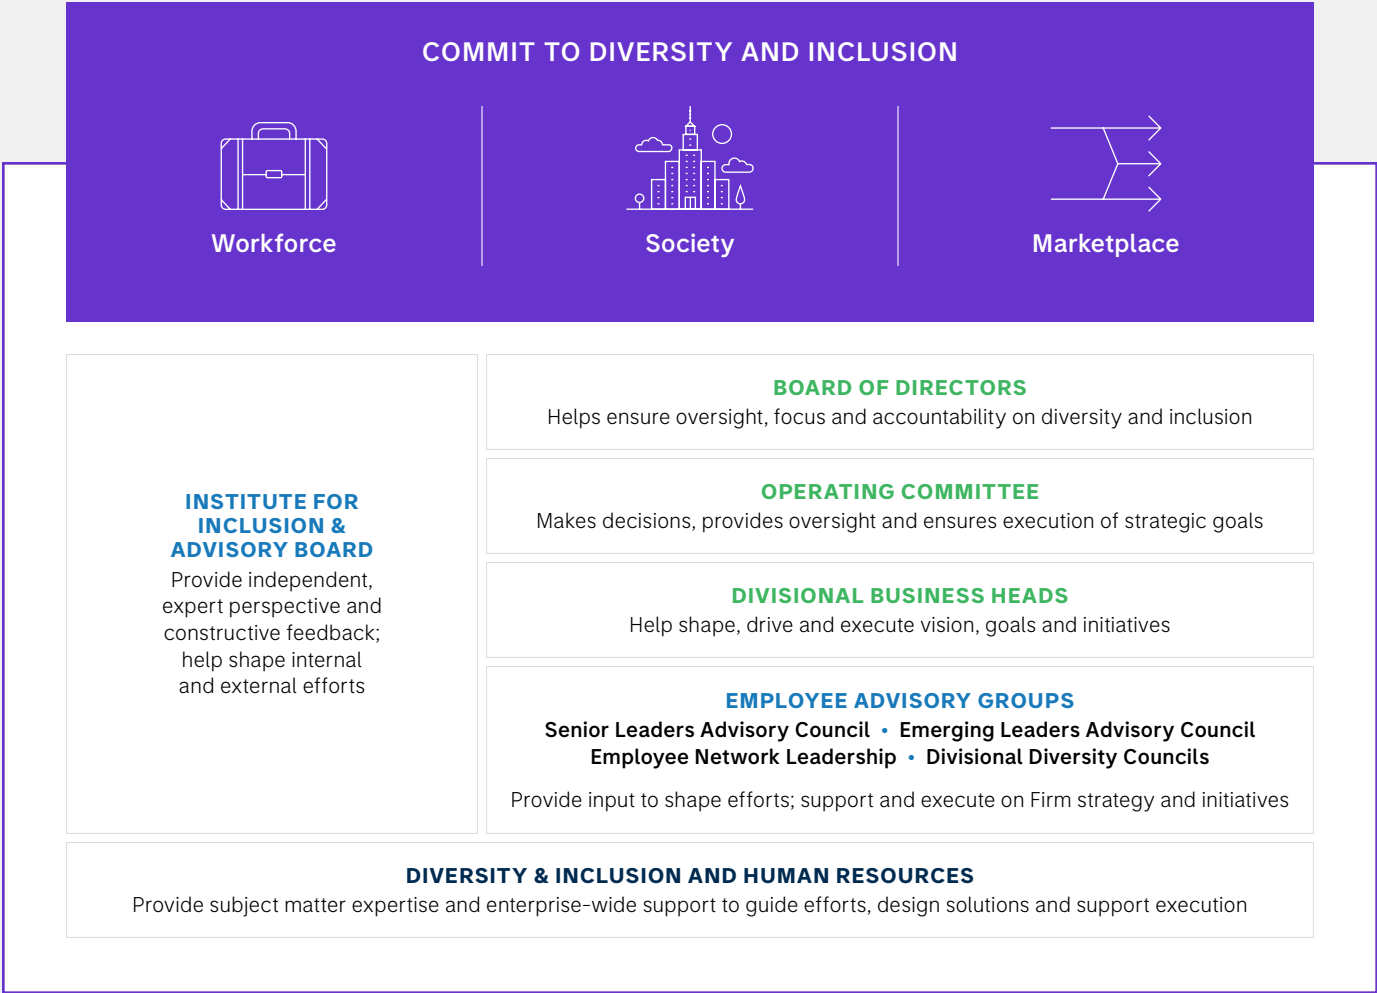 COMMIT TO DIVERSITY AND INCLUSION
Workforce
Society
Marketplace
INSTITUTE FOR
INCLUSION &
ADVISORY BOARD
Provide independent,
expert perspective and
constructive feedback;
help shape internal
and external efforts
BOARD OF DIRECTORS
Helps ensure oversight, focus and accountability on diversity and inclusion
OPERATING COMMITTEE
Makes decisions, provides oversight and ensures execution of strategic goals
DIVISIONAL BUSINESS HEADS
Help shape, drive and execute vision, goals and initiatives
EMPLOYEE ADVISORY GROUPS
Senior Leaders Advisory Council • Emerging Leaders Advisory Council
Employee Network Leadership • Divisional Diversity Councils
Provide input to shape efforts; support and execute on Firm strategy and initiatives
DIVERSITY & INCLUSION AND HUMAN RESOURCES
Provide subject matter expertise and enterprise-wide support to guide efforts, design solutions and support execution